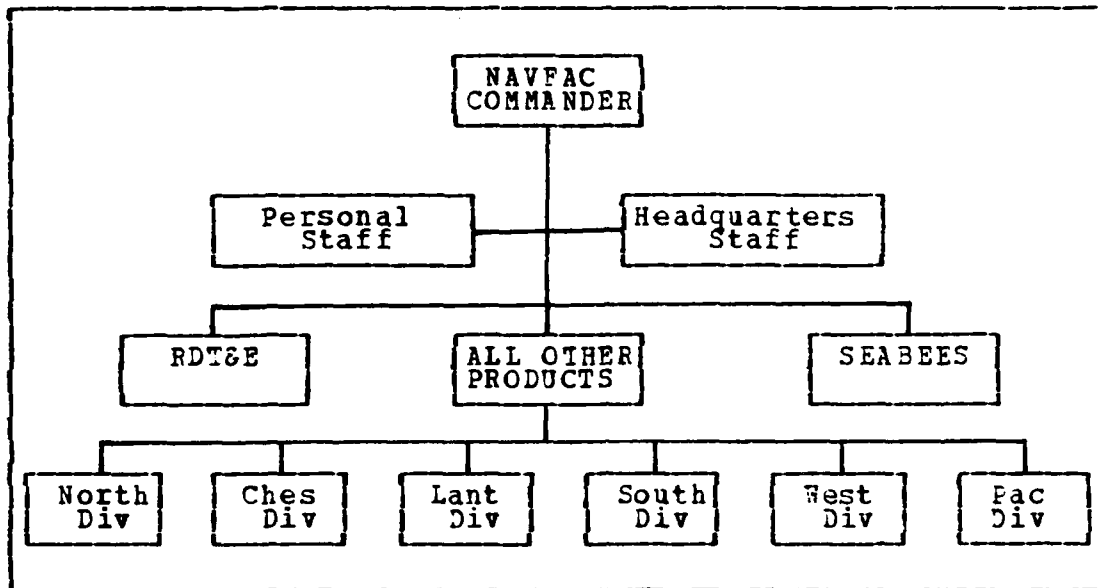 NAVFAC
COMMANDER
Personal
Staff
Headquarters
Staff
RDT&E
ALL OTHER
PRODUCTS
SEABEES
North
Div
Ches
Div
Lant
Div
South
Div
West
Div
Pac
Div